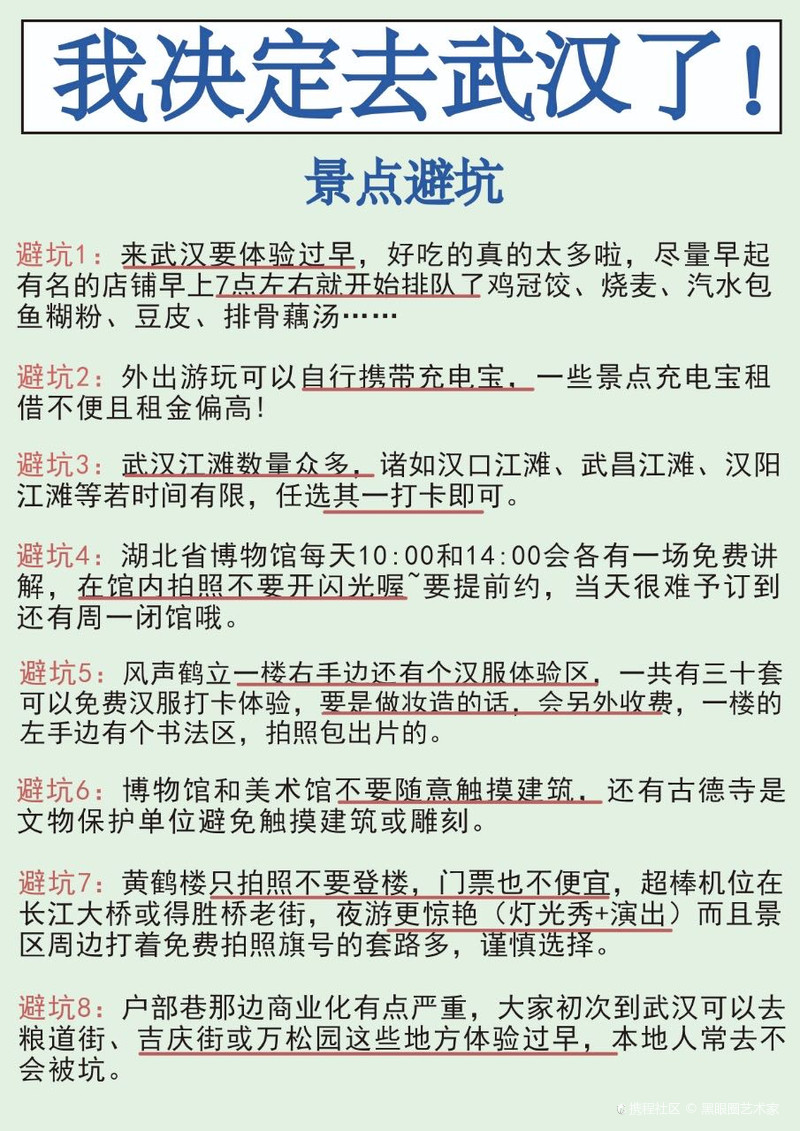 我决定去武汉了!
景点避坑
避坑1：来武汉要体验过早，好吃的真的太多啦，尽量早起
有名的店铺早上7点左右就开始排队了鸡冠饺、烧麦、汽水包
鱼糊粉、豆皮、排骨藕汤……
避坑2：外出游玩可以自行携带充电宝，一些景点充电宝租
借不便且租金偏高!
避坑3：武汉江滩数量众多，诸如汉口江滩、武昌江滩、汉阳
江滩等若时间有限，任选其一打卡即可。
避坑4：湖北省博物馆每天10:00和14:00会各有一场免费讲
解，在馆内拍照不要开闪光喔~要提前约，当天很难予订到
还有周一闭馆哦。
避坑5：风声鹤立一楼右手边还有个汉服体验区，一共有三十套
可以免费汉服打卡体验，要是做妆造的话，会另外收费，一楼的
左手边有个书法区，拍照包出片的。
避坑6：博物馆和美术馆不要随意触摸建筑，还有古德寺是
文物保护单位避免触摸建筑或雕刻。
避坑7：黄鹤楼只拍照不要登楼，门票也不便宜，超棒机位在
长江大桥或得胜桥老街，夜游更惊艳（灯光秀+演出）而且景
区周边打着免费拍照旗号的套路多，谨慎选择。
避坑8：户部巷那边商业化有点严重，大家初次到武汉可以去
粮道街、吉庆街或万松园这些地方体验过早，本地人常去不
会被坑。
携程社区 © 黑眼圈艺术家